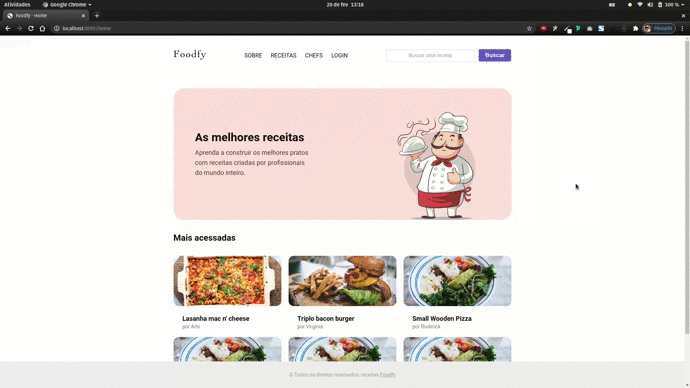 Atividades
Google Chrome
20 de fev 13:18
100 %
Foodfy - Home
localhost:3000/home
Foodfy
SOBRE
RECEITAS
CHEFS
LOGIN
Buscar uma receita
Buscar
As melhores receitas
Aprenda a construir os melhores pratos
com receitas criadas por profissionais
do mundo inteiro.
Mais acessadas
Lasanha mac n' cheese
por Arlo
Triplo bacon burger
por Virginia
Small Wooden Pizza
por Roderick
© Todos os direitos reservados, receitas Foodfy